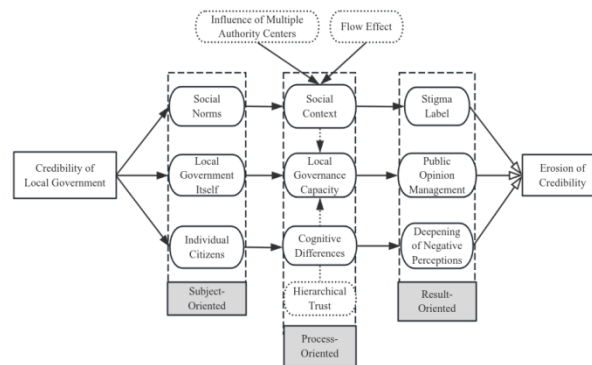 Influence of Multiple
Authority Centers
Flow Effect
Social
Norms
Social
Context
Stigma
Label
Credibility of
Local Government
Local
Government
Itself
Local
Governance
Capacity
Public
Opinion
Management
Erosion of
Credibility
Individual
Citizens
Cognitive
Differences
Deepening
of Negative
Perceptions
Subject-
Oriented
Hierarchical
Trust
Result-
Oriented
Process-
Oriented